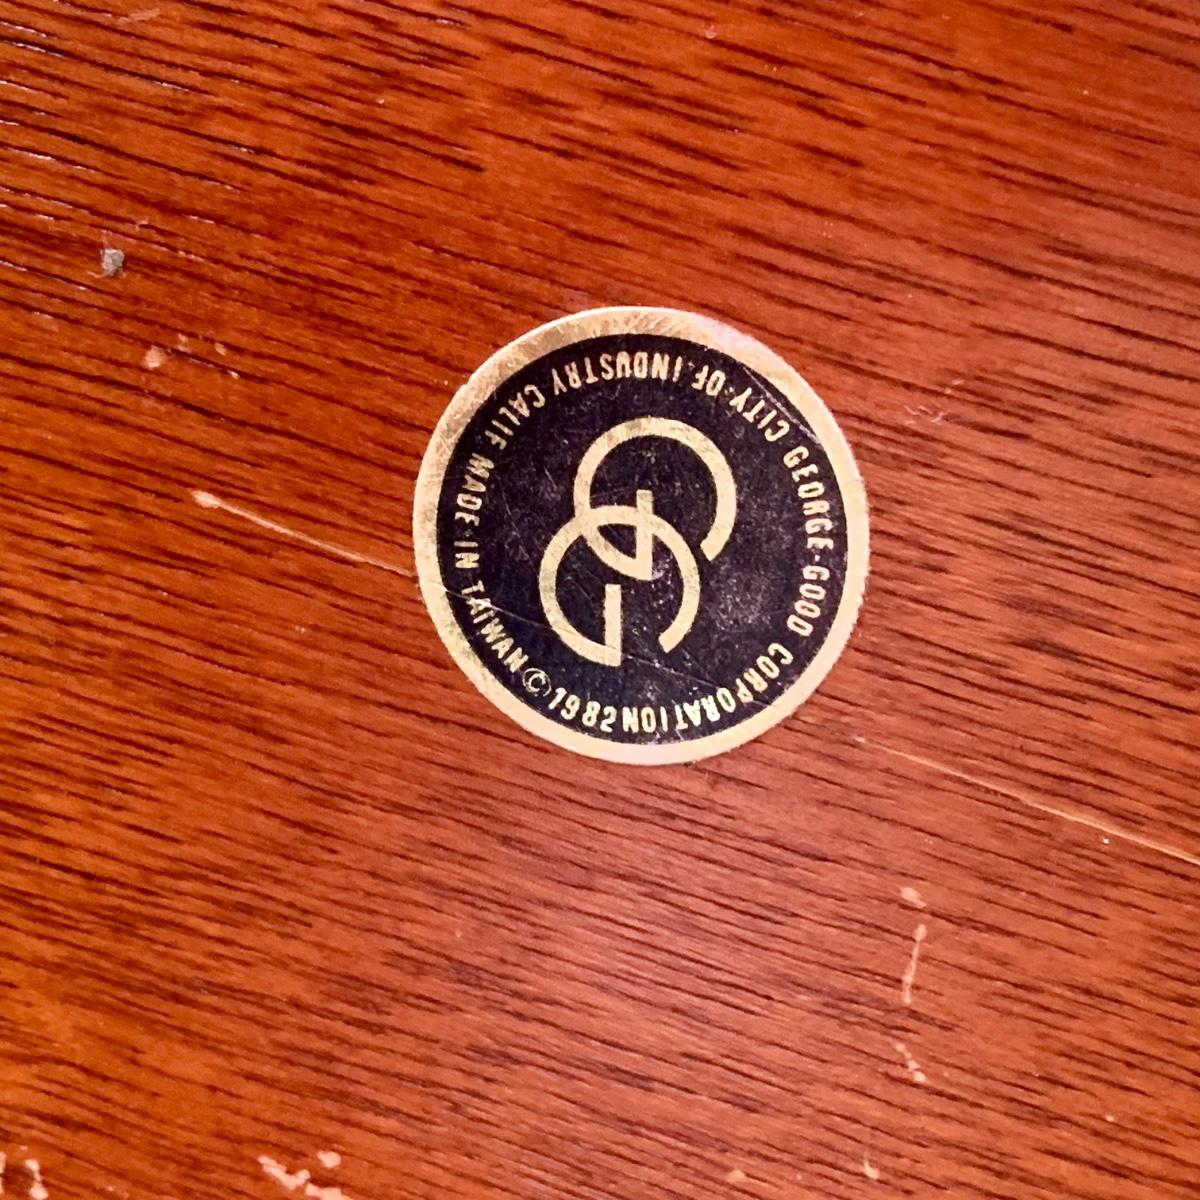 GEORGE GOOD CORPORATION
CITY OF INDUSTRY CALIF
MADE IN TAIWAN © 1982
GG